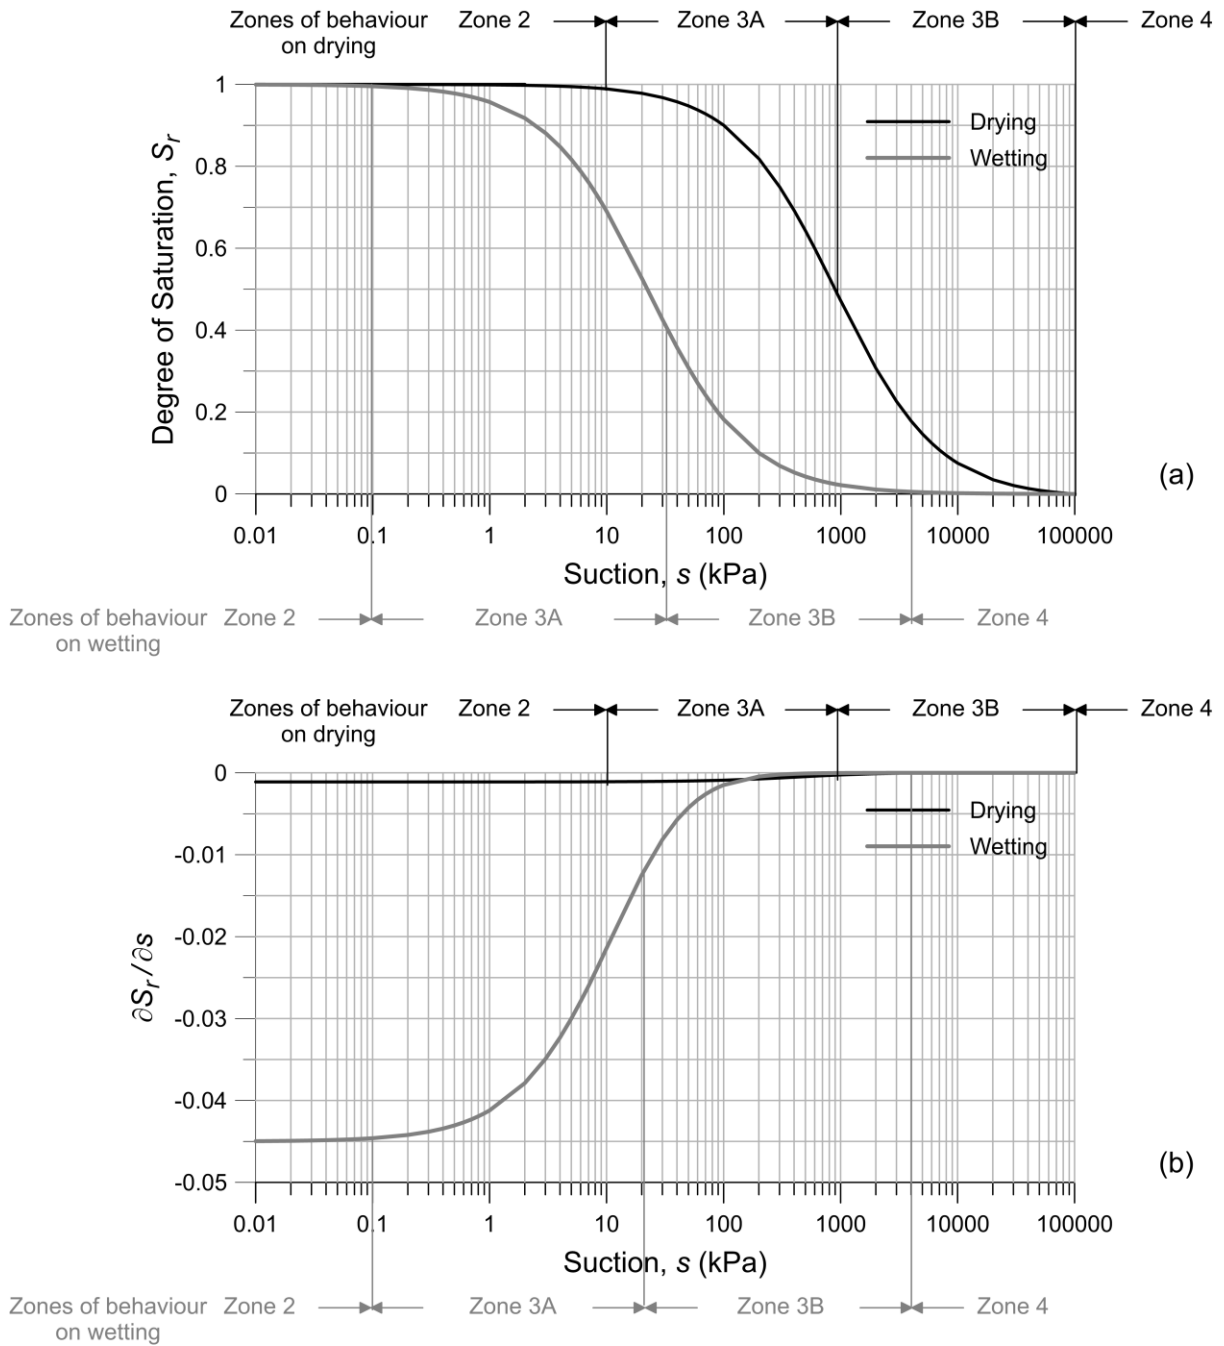 Zones of behaviour Zone 2 Zone 3A Zone 3B Zone 4
on drying
1
Drying
Wetting
0.8
0.6
0.4
0.2
0
Degree of Saturation, Sr
(a)
0.01 0.1 1 10 100 1000 10000 100000
Suction, s (kPa)
Zones of behaviour Zone 2 Zone 3A Zone 3B Zone 4
on wetting
Zones of behaviour Zone 2 Zone 3A Zone 3B Zone 4
on drying
0
Drying
Wetting
-0.01
-0.02
-0.03
-0.04
-0.05
∂Sr/∂s
(b)
0.01 0.1 1 10 100 1000 10000 100000
Suction, s (kPa)
Zones of behaviour Zone 2 Zone 3A Zone 3B Zone 4
on wetting